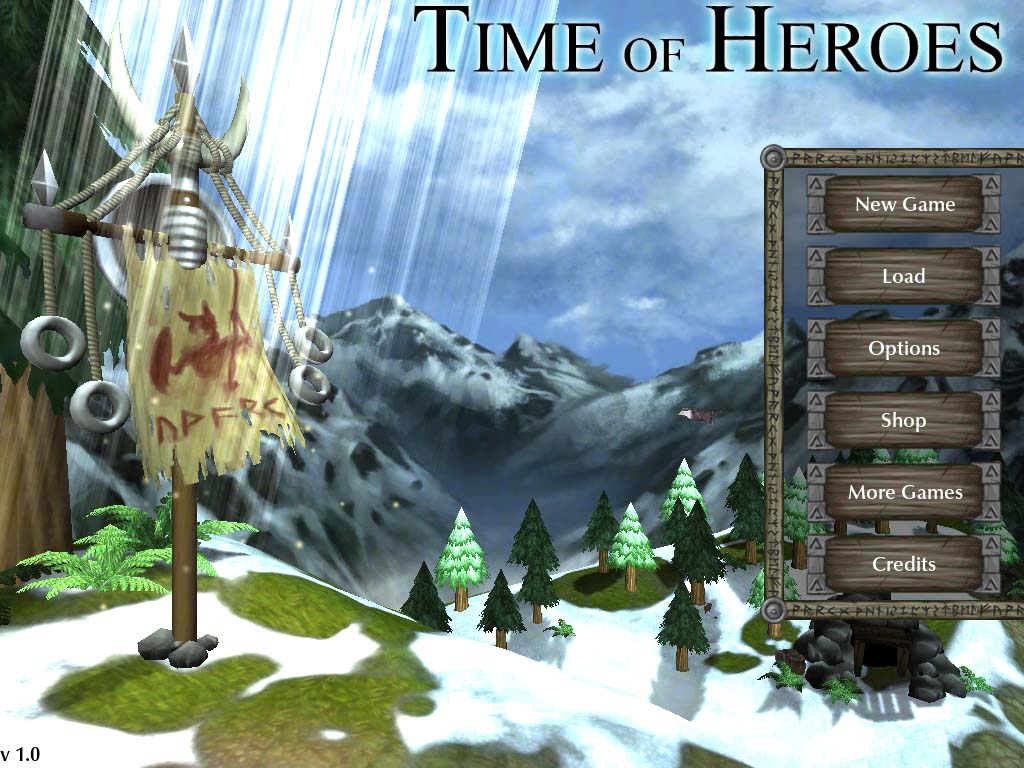 TIME OF HEROES
New Game
Load
Options
Shop
More Games
Credits
v 1.0